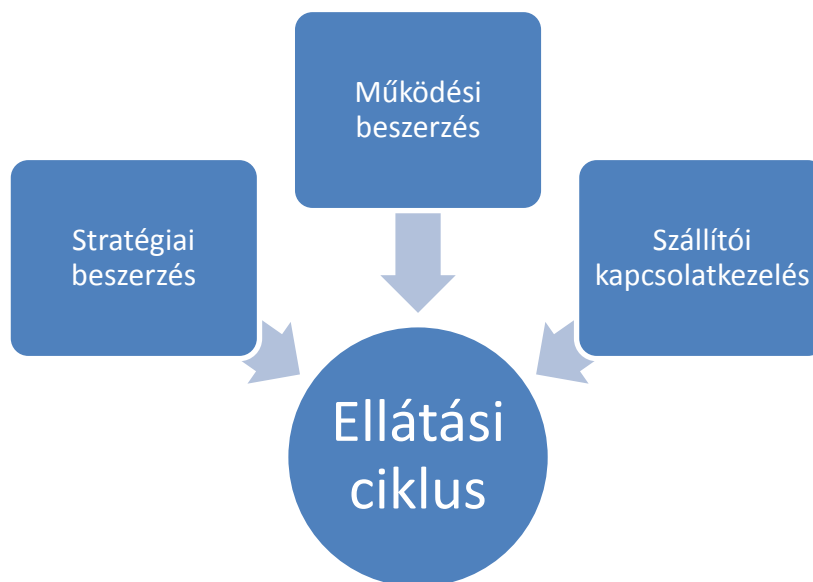 Működési
beszerzés
Stratégiai
beszerzés
Szállítói
kapcsolatkezelés
Ellátási
ciklus